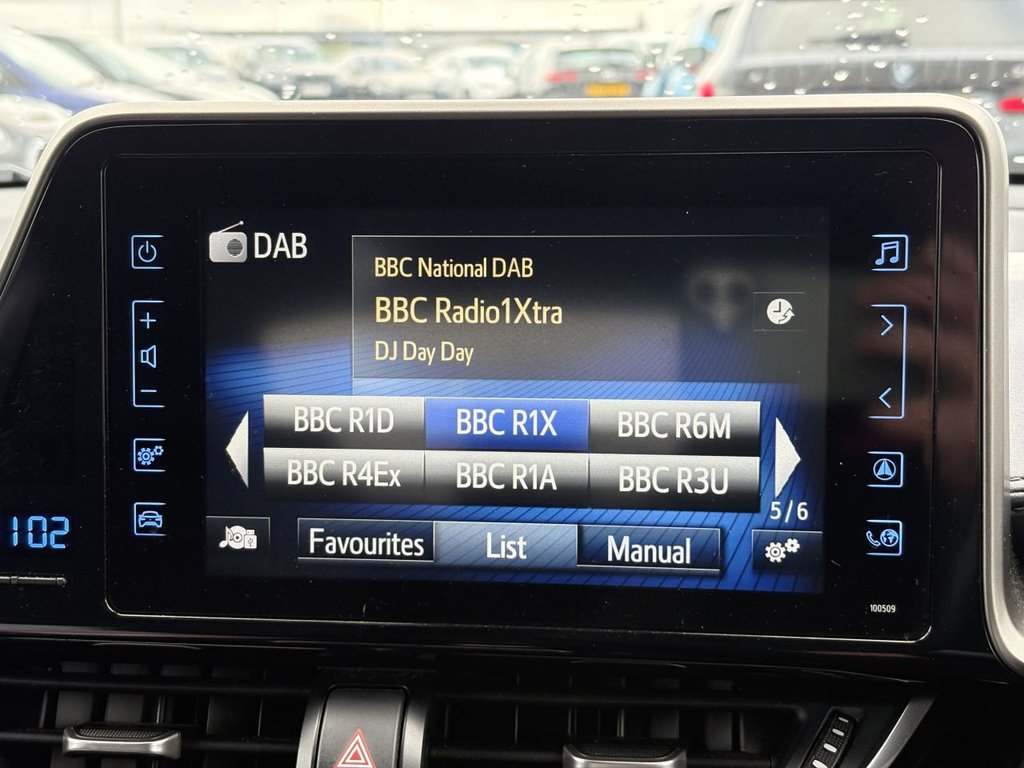 DAB
BBC National DAB
BBC Radio1Xtra
DJ Day Day
BBC R1D BBC R1X BBC R6M
BBC R4Ex BBC R1A BBC R3U
5/6
Favourites List Manual
102
100509